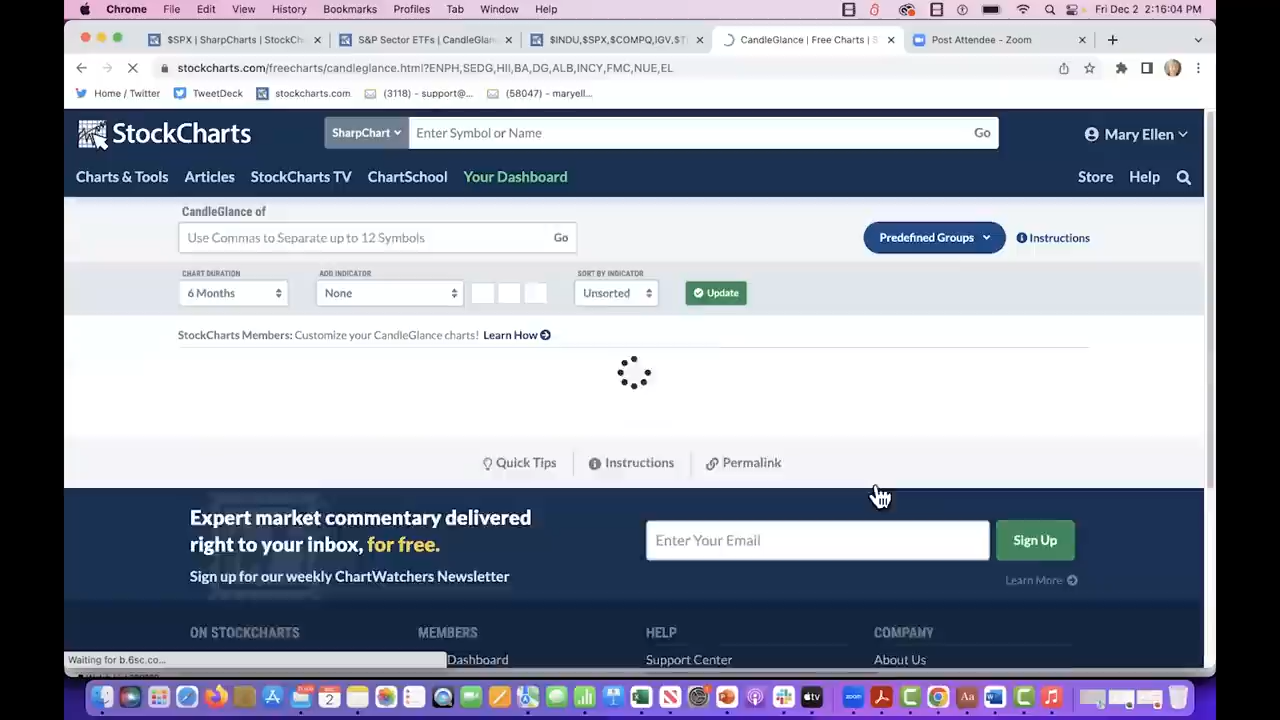 Chrome File Edit View History Bookmarks Profiles Tab Window Help Fri Dec 2 2:16:04 PM
$SPX | SharpCharts | StockCh
S&P Sector ETFs | CandleGlan
$INDU,$SPX,$COMPQ,IGV,$T
CandleGlance | Free Charts | S
Post Attendee - Zoom
stockcharts.com/freecharts/candleglance.html?ENPH,SEDG,HII,BA,DG,ALB,INCY,FMC,NUE,EL
Home / Twitter TweetDeck stockcharts.com (3118) - support@... (58047) - maryell...
StockCharts SharpChart Enter Symbol or Name Go Mary Ellen
Charts & Tools Articles StockCharts TV ChartSchool Your Dashboard Store Help
CandleGlance of
Use Commas to Separate up to 12 Symbols Go Predefined Groups Instructions
CHART DURATION ADD INDICATOR SORT BY INDICATOR
6 Months None Unsorted Update
StockCharts Members: Customize your CandleGlance charts! Learn How
Quick Tips Instructions Permalink
Expert market commentary delivered
right to your inbox, for free.
Enter Your Email Sign Up
Sign up for our weekly ChartWatchers Newsletter
Learn More
ON STOCKCHARTS MEMBERS HELP COMPANY
Waiting for b.6sc.co... Dashboard Support Center About Us